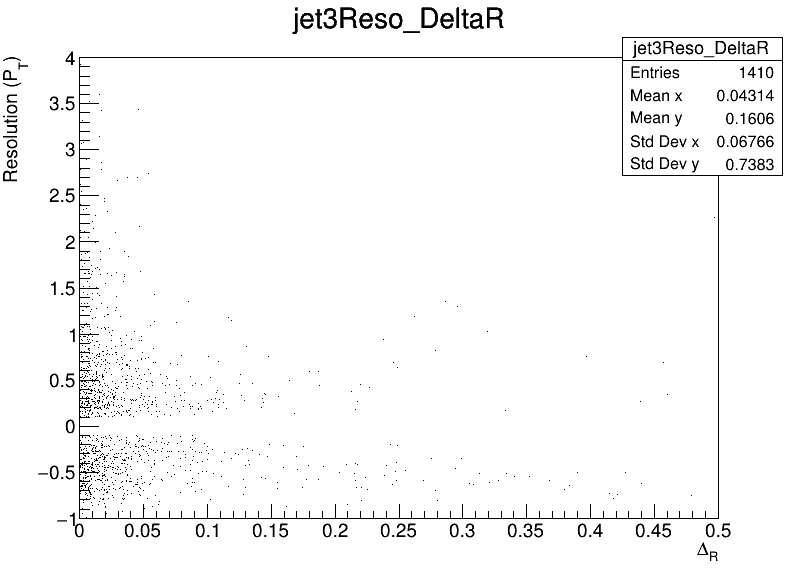 jet3Reso_DeltaR
jet3Reso_DeltaR
Entries 1410
Mean x 0.04314
Mean y 0.1606
Std Dev x 0.06766
Std Dev y 0.7383
Resolution (P_T)
4
3.5
3
2.5
2
1.5
1
0.5
0
−0.5
−1
0 0.05 0.1 0.15 0.2 0.25 0.3 0.35 0.4 0.45 0.5
Δ_R